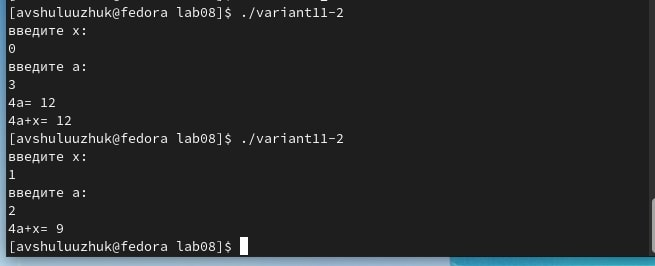 [avshuluuzhuk@fedora lab08]$ ./variant11-2
введите x:
0
введите a:
3
4a= 12
4a+x= 12
[avshuluuzhuk@fedora lab08]$ ./variant11-2
введите x:
1
введите a:
2
4a+x= 9
[avshuluuzhuk@fedora lab08]$